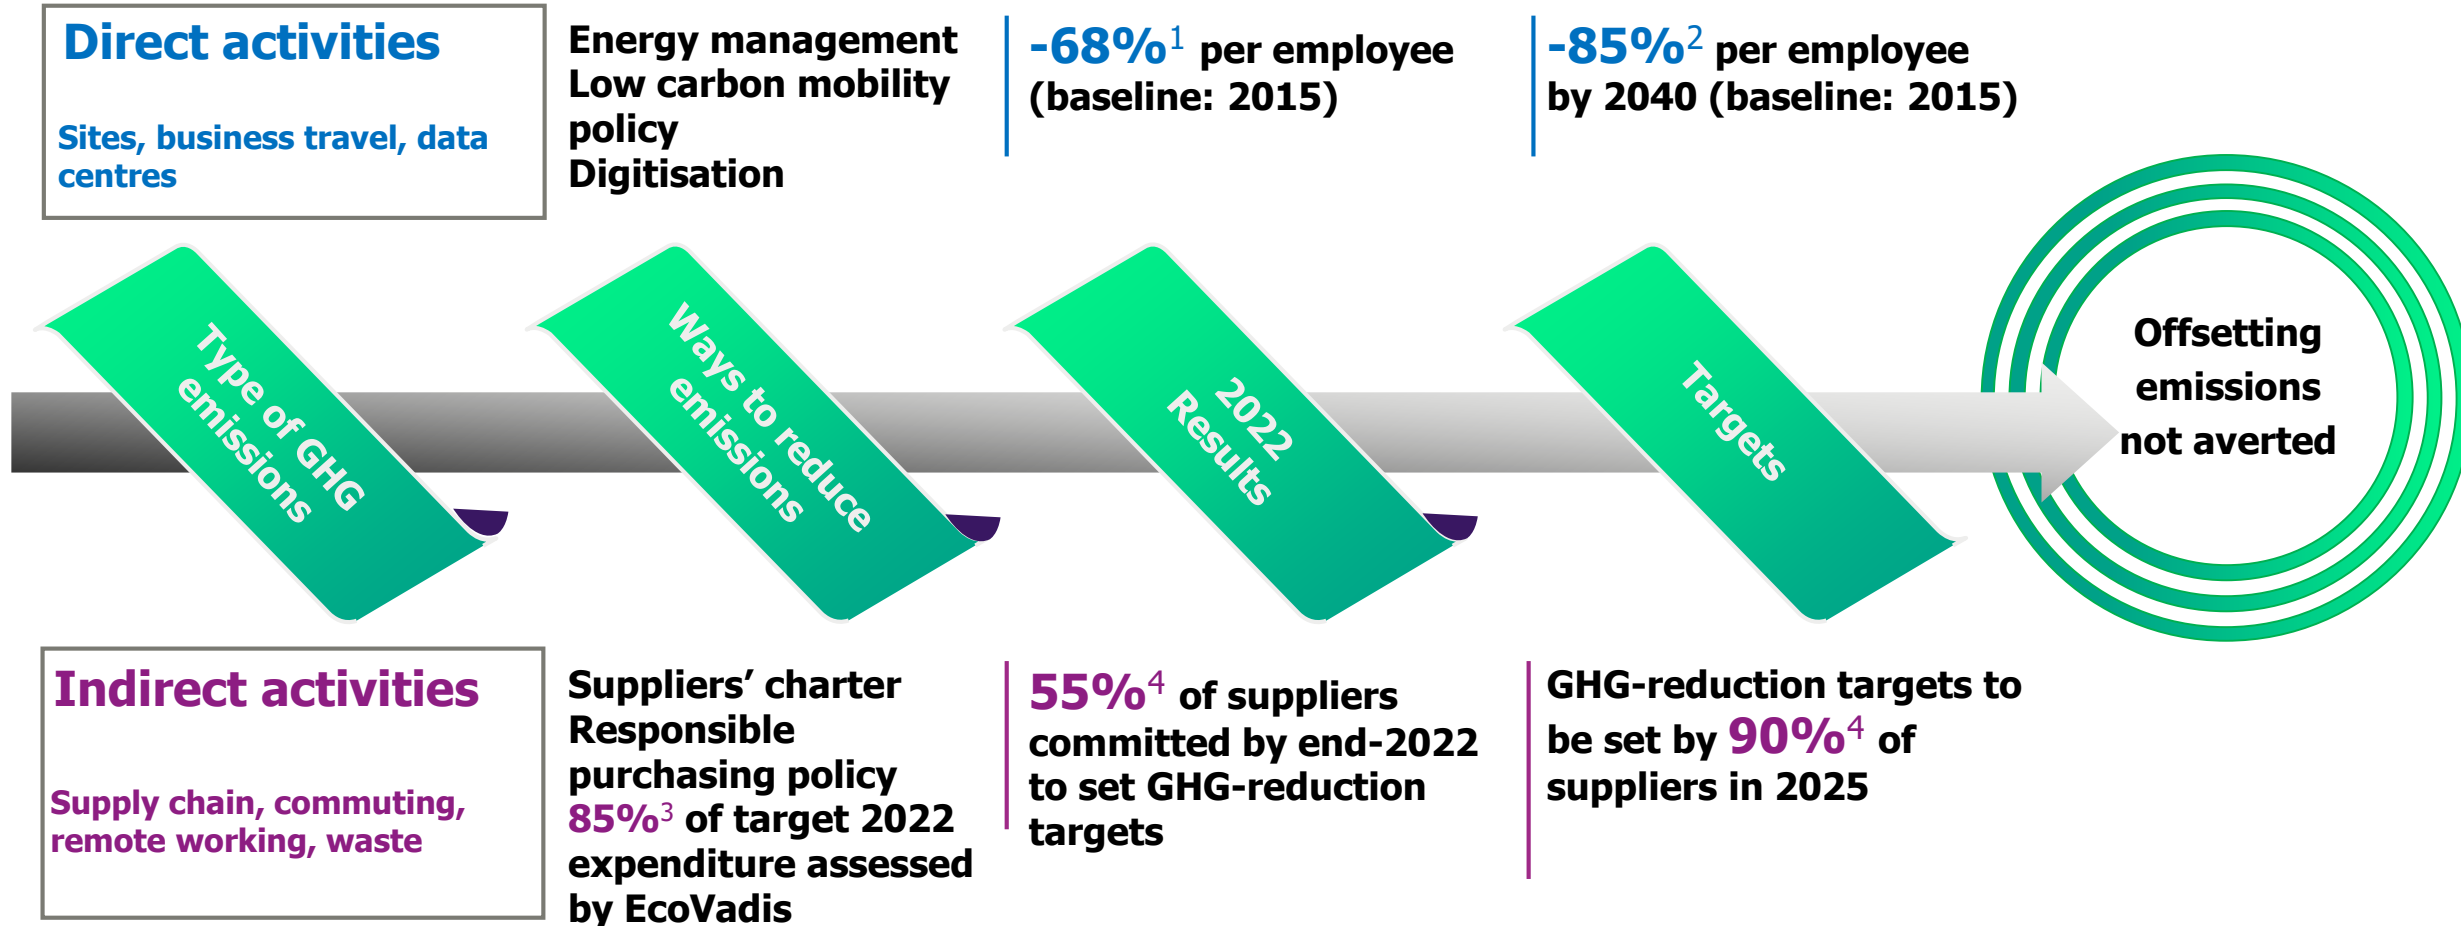 Direct activities
Sites, business travel, data
centres
Energy management
Low carbon mobility
policy
Digitisation
-68%¹ per employee
(baseline: 2015)
-85%² per employee
by 2040 (baseline: 2015)
Type of GHG
emissions
Ways to reduce
emissions
2022
Results
Targets
Offsetting
emissions
not averted
Indirect activities
Supply chain, commuting,
remote working, waste
Suppliers’ charter
Responsible
purchasing policy
85%³ of target 2022
expenditure assessed
by EcoVadis
55%⁴ of suppliers
committed by end-2022
to set GHG-reduction
targets
GHG-reduction targets to
be set by 90%⁴ of
suppliers in 2025